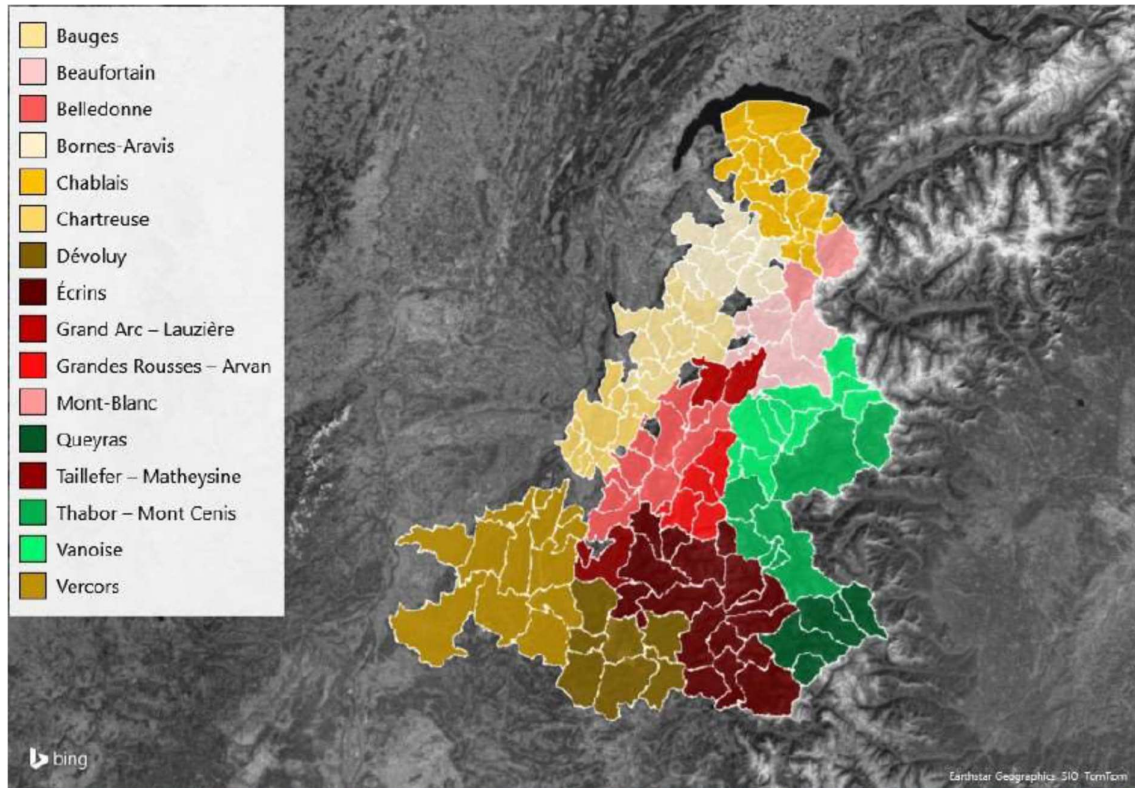 Bauges
Beaufortain
Belledonne
Bornes-Aravis
Chablais
Chartreuse
Dévoluy
Écrins
Grand Arc – Lauzière
Grandes Rousses – Arvan
Mont-Blanc
Queyras
Taillefer – Matheysine
Thabor – Mont Cenis
Vanoise
Vercors
bing
Earthstar Geographics SIO TomTom